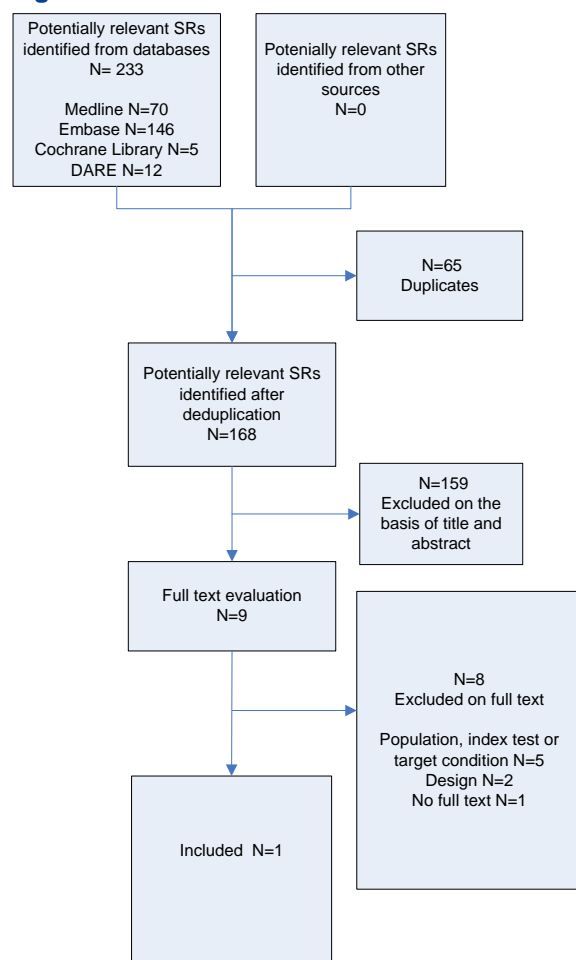 Potentially relevant SRs
identified from databases
N= 233
Medline N=70
Embase N=146
Cochrane Library N=5
DARE N=12
Potenially relevant SRs
identified from other
sources
N=0
N=65
Duplicates
Potentially relevant SRs
identified after
deduplication
N=168
N=159
Excluded on the
basis of title and
abstract
Full text evaluation
N=9
N=8
Excluded on full text
Population, index test or
target condition N=5
Design N=2
No full text N=1
Included  N=1